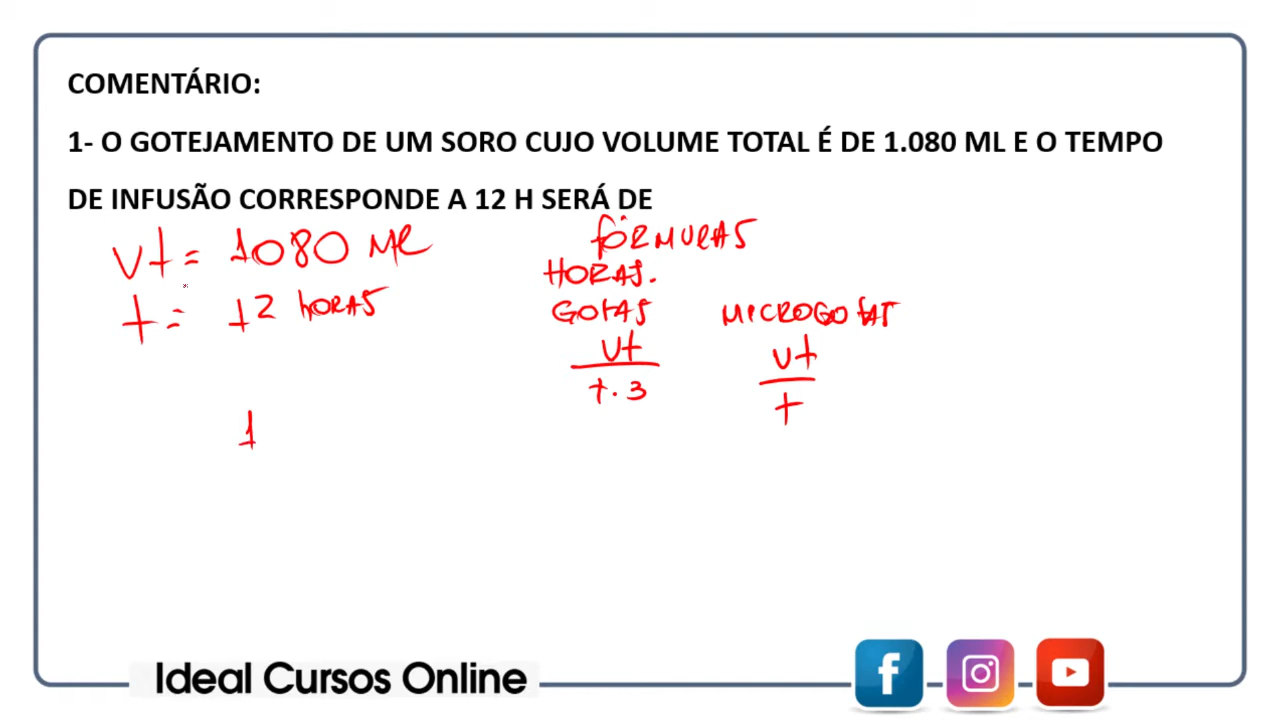 COMENTÁRIO:
1- O GOTEJAMENTO DE UM SORO CUJO VOLUME TOTAL É DE 1.080 ML E O TEMPO
DE INFUSÃO CORRESPONDE A 12 H SERÁ DE
vt = 1080 Ml
t = 12 horas
fórmulas
HORAS.
GOTAS
vt
t. 3
MICROGOTAS
vt
t
1
Ideal Cursos Online